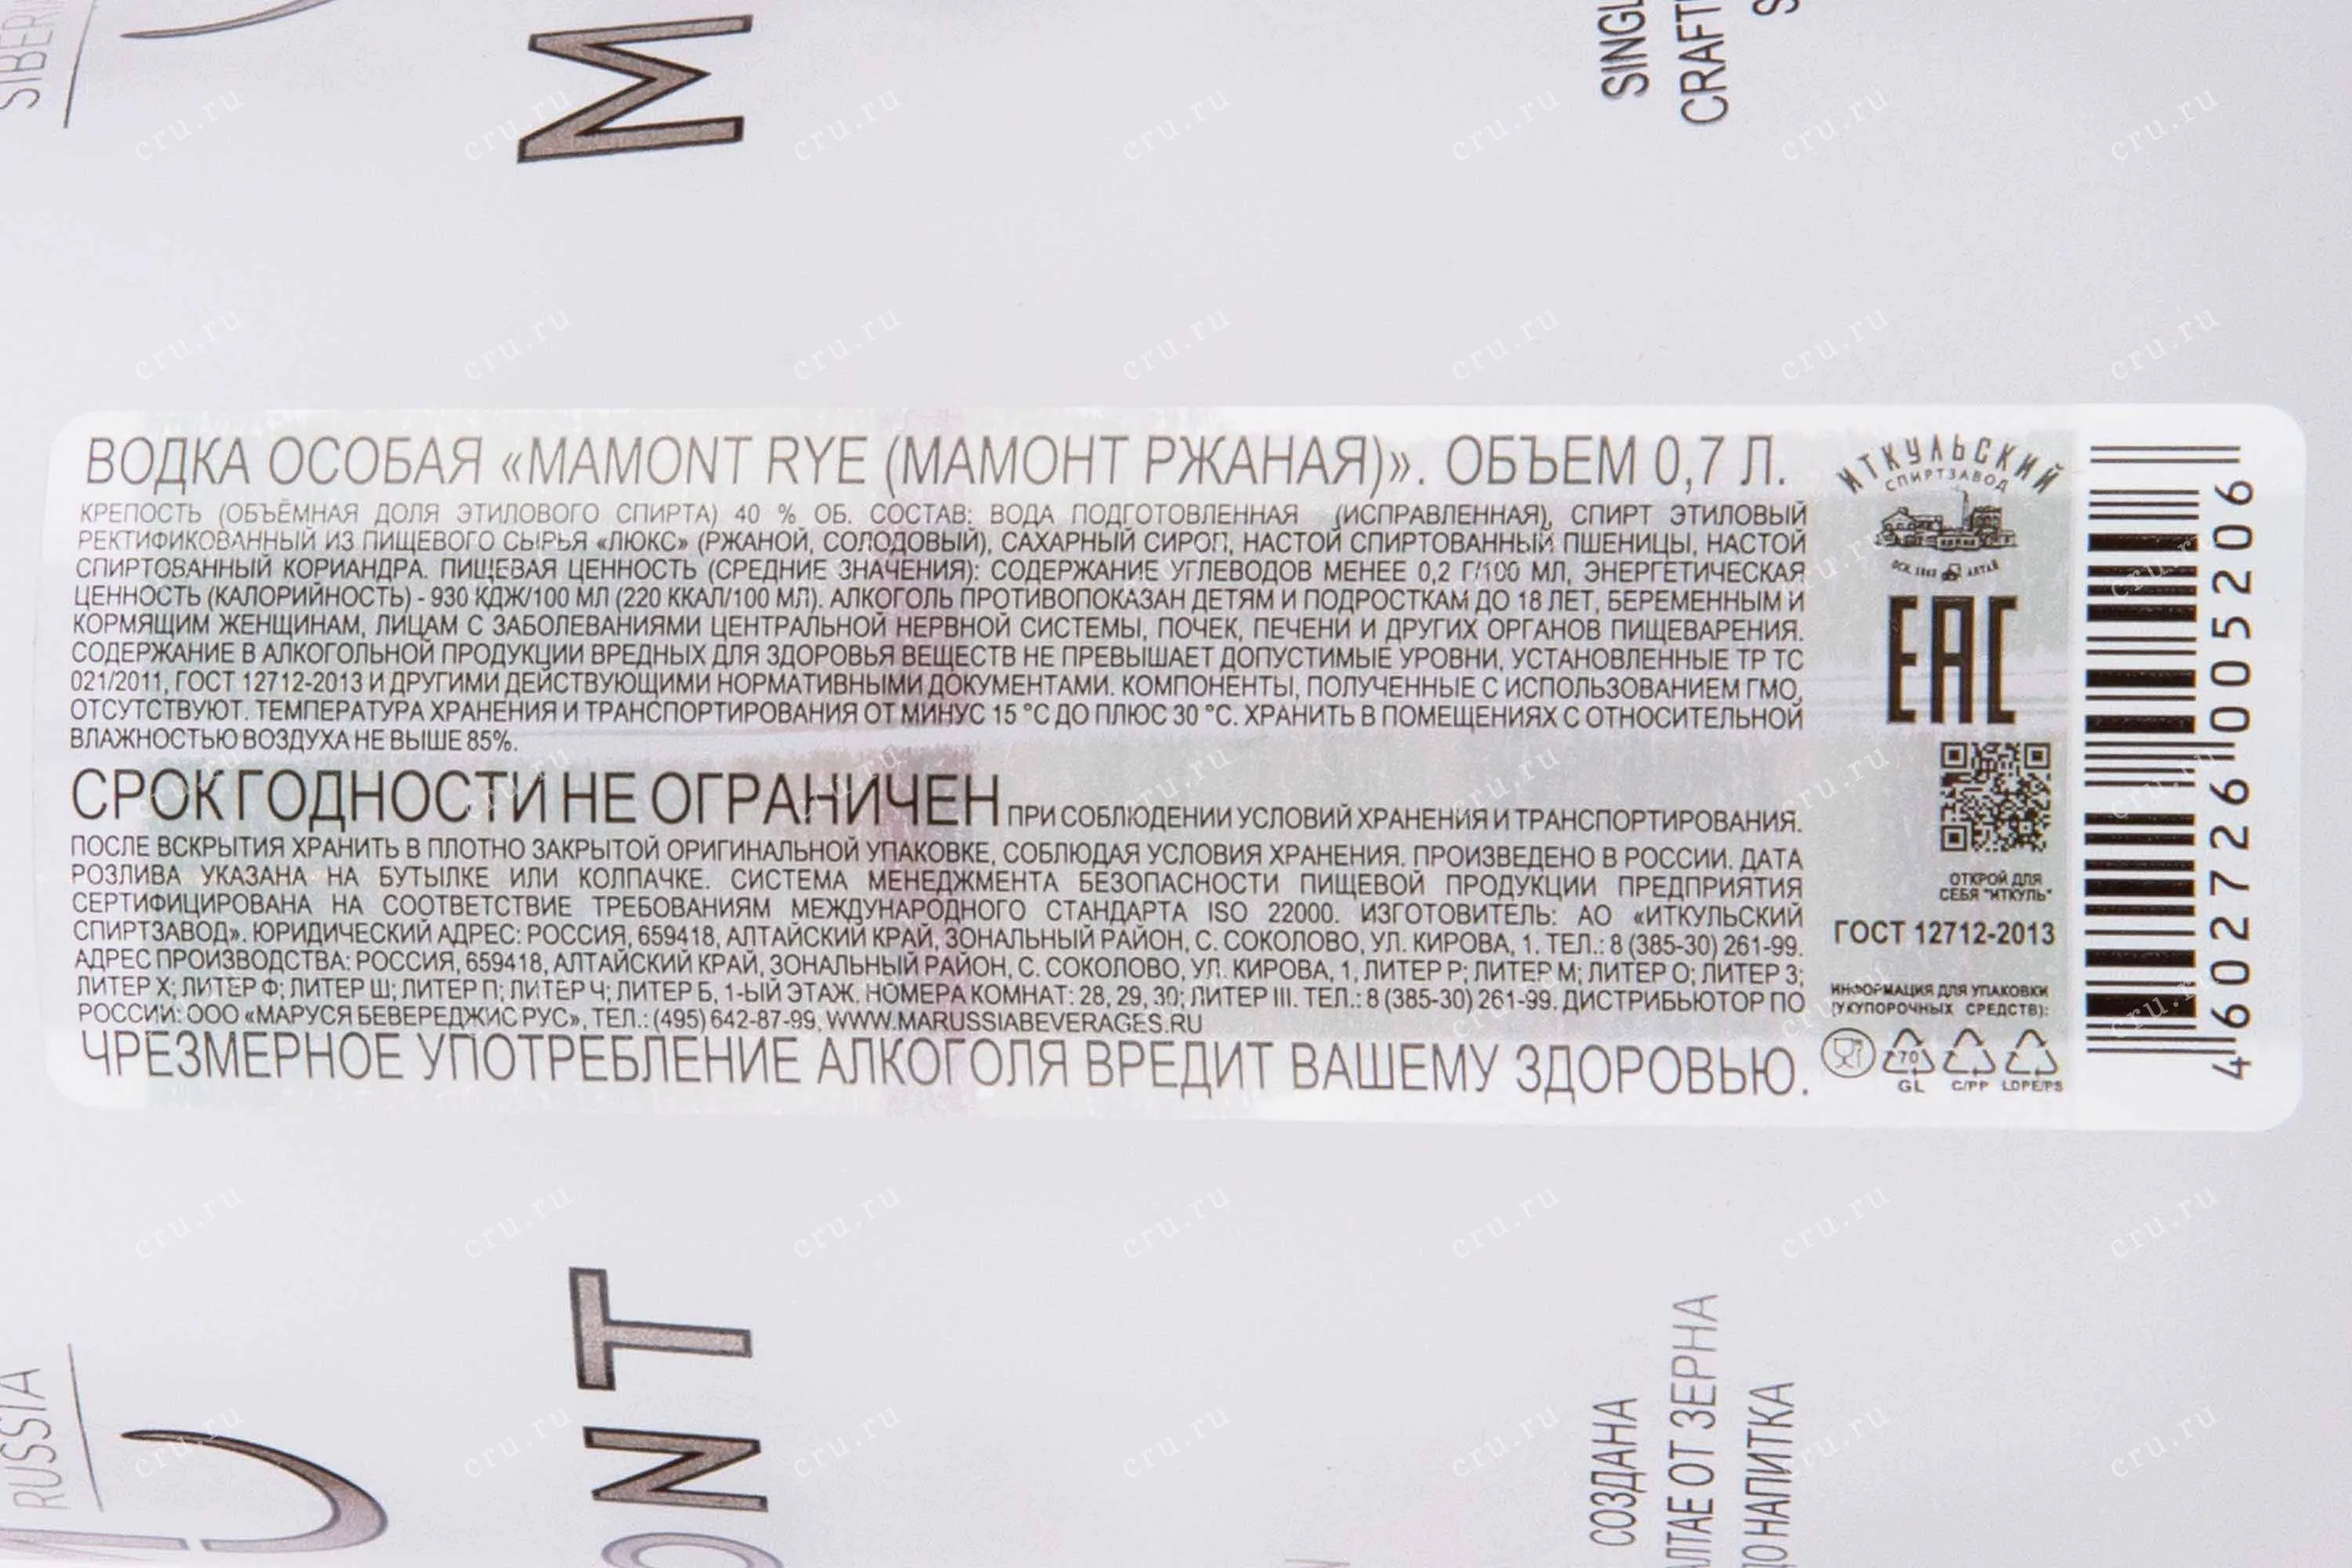 SIBERIA
M
SINGL
CRAFT
S
ВОДКА ОСОБАЯ «MAMONT RYE (МАМОНТ РЖАНАЯ)». ОБЪЕМ 0,7 Л.
КРЕПОСТЬ (ОБЪЁМНАЯ ДОЛЯ ЭТИЛОВОГО СПИРТА) 40 % ОБ. СОСТАВ: ВОДА ПОДГОТОВЛЕННАЯ (ИСПРАВЛЕННАЯ), СПИРТ ЭТИЛОВЫЙ
РЕКТИФИКОВАННЫЙ ИЗ ПИЩЕВОГО СЫРЬЯ «ЛЮКС» (РЖАНОЙ, СОЛОДОВЫЙ), САХАРНЫЙ СИРОП, НАСТОЙ СПИРТОВАННЫЙ ПШЕНИЦЫ, НАСТОЙ
СПИРТОВАННЫЙ КОРИАНДРА. ПИЩЕВАЯ ЦЕННОСТЬ (СРЕДНИЕ ЗНАЧЕНИЯ): СОДЕРЖАНИЕ УГЛЕВОДОВ МЕНЕЕ 0,2 Г/100 МЛ, ЭНЕРГЕТИЧЕСКАЯ
ЦЕННОСТЬ (КАЛОРИЙНОСТЬ) - 930 КДЖ/100 МЛ (220 ККАЛ/100 МЛ). АЛКОГОЛЬ ПРОТИВОПОКАЗАН ДЕТЯМ И ПОДРОСТКАМ ДО 18 ЛЕТ, БЕРЕМЕННЫМ И
КОРМЯЩИМ ЖЕНЩИНАМ, ЛИЦАМ С ЗАБОЛЕВАНИЯМИ ЦЕНТРАЛЬНОЙ НЕРВНОЙ СИСТЕМЫ, ПОЧЕК, ПЕЧЕНИ И ДРУГИХ ОРГАНОВ ПИЩЕВАРЕНИЯ.
СОДЕРЖАНИЕ В АЛКОГОЛЬНОЙ ПРОДУКЦИИ ВРЕДНЫХ ДЛЯ ЗДОРОВЬЯ ВЕЩЕСТВ НЕ ПРЕВЫШАЕТ ДОПУСТИМЫЕ УРОВНИ, УСТАНОВЛЕННЫЕ ТР ТС
021/2011, ГОСТ 12712-2013 И ДРУГИМИ ДЕЙСТВУЮЩИМИ НОРМАТИВНЫМИ ДОКУМЕНТАМИ. КОМПОНЕНТЫ, ПОЛУЧЕННЫЕ С ИСПОЛЬЗОВАНИЕМ ГМО,
ОТСУТСТВУЮТ. ТЕМПЕРАТУРА ХРАНЕНИЯ И ТРАНСПОРТИРОВАНИЯ ОТ МИНУС 15 °С ДО ПЛЮС 30 °С. ХРАНИТЬ В ПОМЕЩЕНИЯХ С ОТНОСИТЕЛЬНОЙ
ВЛАЖНОСТЬЮ ВОЗДУХА НЕ ВЫШЕ 85%.
СРОК ГОДНОСТИ НЕ ОГРАНИЧЕН ПРИ СОБЛЮДЕНИИ УСЛОВИЙ ХРАНЕНИЯ И ТРАНСПОРТИРОВАНИЯ.
ПОСЛЕ ВСКРЫТИЯ ХРАНИТЬ В ПЛОТНО ЗАКРЫТОЙ ОРИГИНАЛЬНОЙ УПАКОВКЕ, СОБЛЮДАЯ УСЛОВИЯ ХРАНЕНИЯ. ПРОИЗВЕДЕНО В РОССИИ. ДАТА
РОЗЛИВА УКАЗАНА НА БУТЫЛКЕ ИЛИ КОЛПАЧКЕ. СИСТЕМА МЕНЕДЖМЕНТА БЕЗОПАСНОСТИ ПИЩЕВОЙ ПРОДУКЦИИ ПРЕДПРИЯТИЯ
СЕРТИФИЦИРОВАНА НА СООТВЕТСТВИЕ ТРЕБОВАНИЯМ МЕЖДУНАРОДНОГО СТАНДАРТА ISO 22000. ИЗГОТОВИТЕЛЬ: АО «ИТКУЛЬСКИЙ
СПИРТЗАВОД». ЮРИДИЧЕСКИЙ АДРЕС: РОССИЯ, 659418, АЛТАЙСКИЙ КРАЙ, ЗОНАЛЬНЫЙ РАЙОН, С. СОКОЛОВО, УЛ. КИРОВА, 1. ТЕЛ.: 8 (385-30) 261-99.
АДРЕС ПРОИЗВОДСТВА: РОССИЯ, 659418, АЛТАЙСКИЙ КРАЙ, ЗОНАЛЬНЫЙ РАЙОН, С. СОКОЛОВО, УЛ. КИРОВА, 1, ЛИТЕР Р; ЛИТЕР М; ЛИТЕР О; ЛИТЕР З;
ЛИТЕР Х; ЛИТЕР Ф; ЛИТЕР Ш; ЛИТЕР П; ЛИТЕР Ч; ЛИТЕР Б, 1-ЫЙ ЭТАЖ, НОМЕРА КОМНАТ: 28, 29, 30; ЛИТЕР III. ТЕЛ.: 8 (385-30) 261-99. ДИСТРИБЬЮТОР ПО
РОССИИ: ООО «МАРУСЯ БЕВЕРЕДЖИС РУС», ТЕЛ.: (495) 642-87-99, WWW.MARUSSIABEVERAGES.RU
ЧРЕЗМЕРНОЕ УПОТРЕБЛЕНИЕ АЛКОГОЛЯ ВРЕДИТ ВАШЕМУ ЗДОРОВЬЮ.
ИТКУЛЬСКИЙ
СПИРТЗАВОД
ОСН. 1868 АЛТАЙ
EAC
ОТКРОЙ ДЛЯ
СЕБЯ "ИТКУЛЬ"
ГОСТ 12712-2013
ИНФОРМАЦИЯ ДЛЯ УПАКОВКИ
(УКУПОРОЧНЫХ СРЕДСТВ):
70
GL C/PP LDPE/PS
4602726005206
RUSSIA
ONT
СОЗДАНА
ЛТАЕ ОТ ЗЕРНА
ДО НАПИТКА
cru.ru